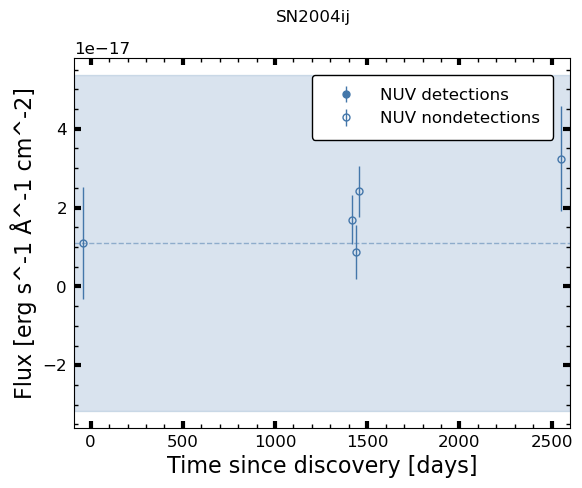 SN2004ij
1e−17
NUV detections
NUV nondetections
4
2
0
−2
Flux [erg s^-1 Å^-1 cm^-2]
0 500 1000 1500 2000 2500
Time since discovery [days]